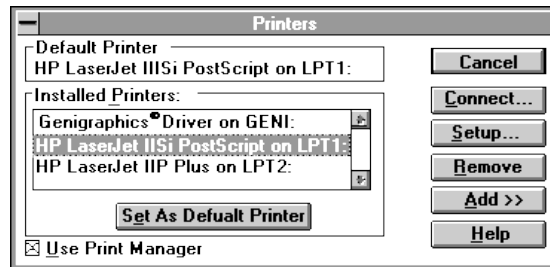 Printers
Default Printer
HP LaserJet IIISi PostScript on LPT1:
Cancel
Installed Printers:
Connect...
Genigraphics® Driver on GENI:
HP LaserJet IISi PostScript on LPT1:
Setup...
HP LaserJet IIP Plus on LPT2:
Remove
Add >>
Set As Defualt Printer
Help
Use Print Manager